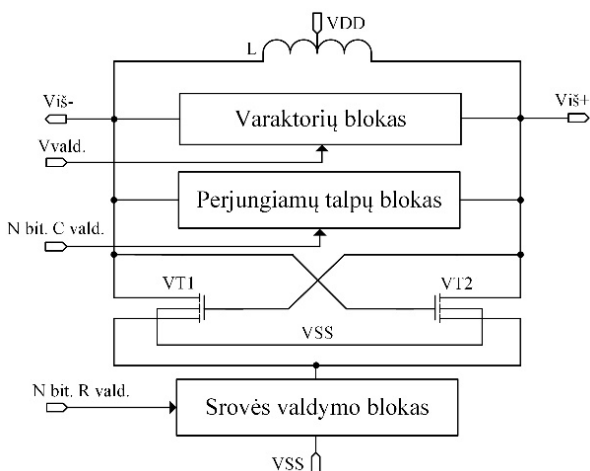 VDD
L
Viš-
Varaktorių blokas
Viš+
Vvald.
Perjungiamų talpų blokas
N bit. C vald.
VT1
VT2
VSS
N bit. R vald.
Srovės valdymo blokas
VSS